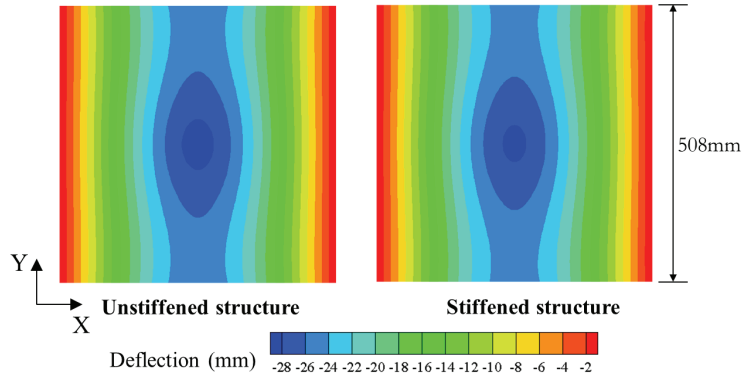 508mm
Y
X
Unstiffened structure
Stiffened structure
Deflection (mm)
-28 -26 -24 -22 -20 -18 -16 -14 -12 -10 -8 -6 -4 -2